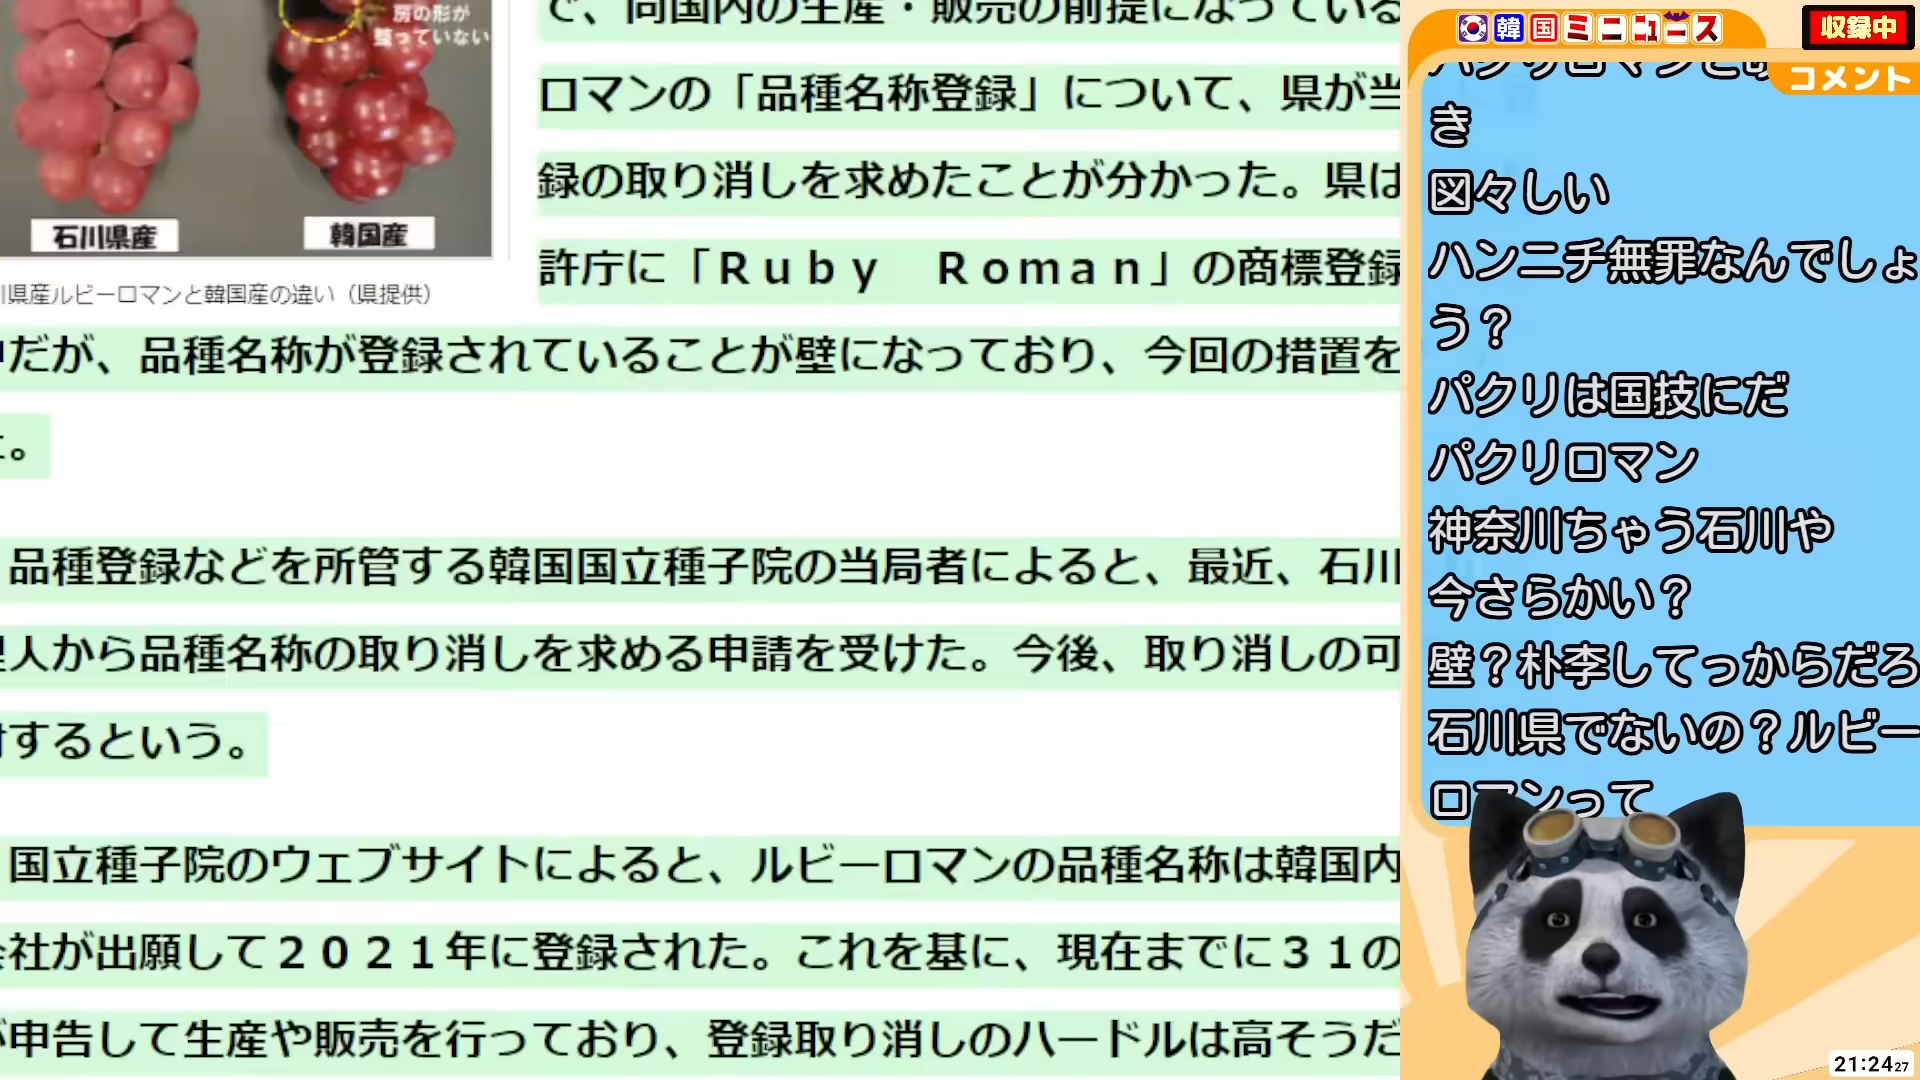 房の形が
整っていない
石川県産
韓国産
川県産ルビーロマンと韓国産の違い（県提供）
で、同国内の生産・販売の前提になっている
ロマンの「品種名称登録」について、県が当
録の取り消しを求めたことが分かった。県は
許庁に「Ｒｕｂｙ　Ｒｏｍａｎ」の商標登録
中だが、品種名称が登録されていることが壁になっており、今回の措置を
た。
品種登録などを所管する韓国国立種子院の当局者によると、最近、石川
理人から品種名称の取り消しを求める申請を受けた。今後、取り消しの可
討するという。
国立種子院のウェブサイトによると、ルビーロマンの品種名称は韓国内
会社が出願して２０２１年に登録された。これを基に、現在までに３１の
が申告して生産や販売を行っており、登録取り消しのハードルは高そうだ
韓国ミニニュース
収録中
コメント
パクリロマンと
き
図々しい
ハンニチ無罪なんでしょ
う？
パクリは国技にだ
パクリロマン
神奈川ちゃう石川や
今さらかい？
壁？朴李してっからだろ
石川県でないの？ルビー
ロマンって
21:24 27